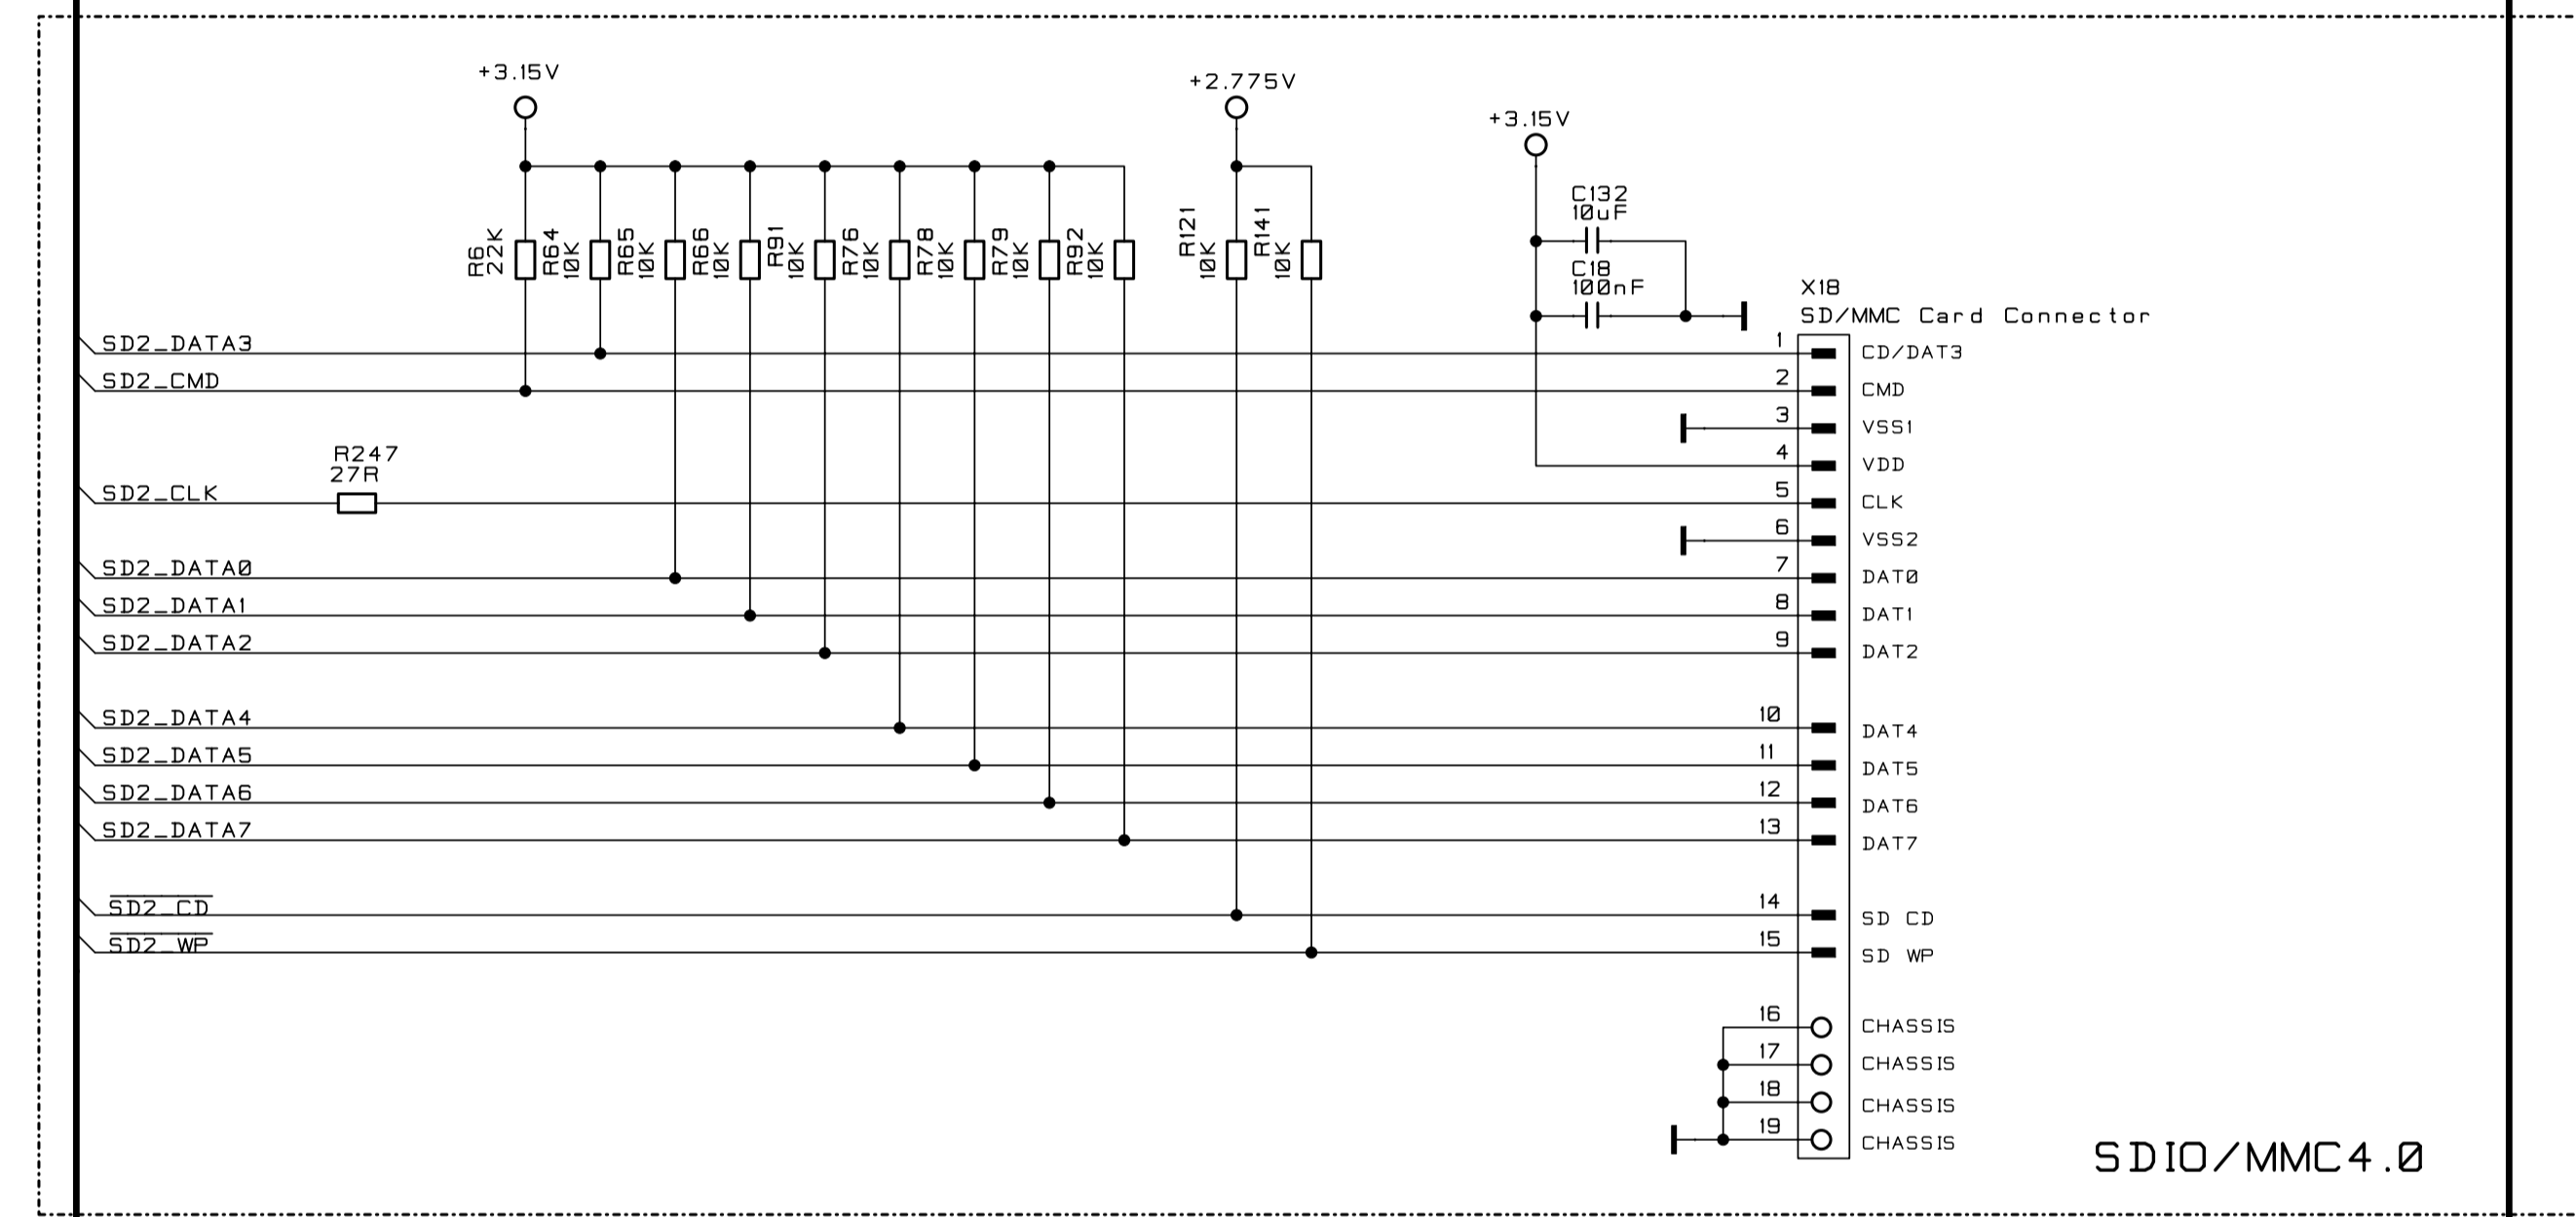 +3.15V
+2.775V
+3.15V
C132
10uF
C18
100nF
R6
22K
R64
10K
R65
10K
R66
10K
R91
10K
R76
10K
R78
10K
R79
10K
R92
10K
R121
10K
R141
10K
X18
SD/MMC Card Connector
SD2_DATA3 1 CD/DAT3
SD2_CMD 2 CMD
3 VSS1
R247
27R
4 VDD
SD2_CLK 5 CLK
6 VSS2
SD2_DATA0 7 DAT0
SD2_DATA1 8 DAT1
SD2_DATA2 9 DAT2
SD2_DATA4 10 DAT4
SD2_DATA5 11 DAT5
SD2_DATA6 12 DAT6
SD2_DATA7 13 DAT7
SD2_CD 14 SD CD
SD2_WP 15 SD WP
16 CHASSIS
17 CHASSIS
18 CHASSIS
19 CHASSIS
SDIO/MMC4.0